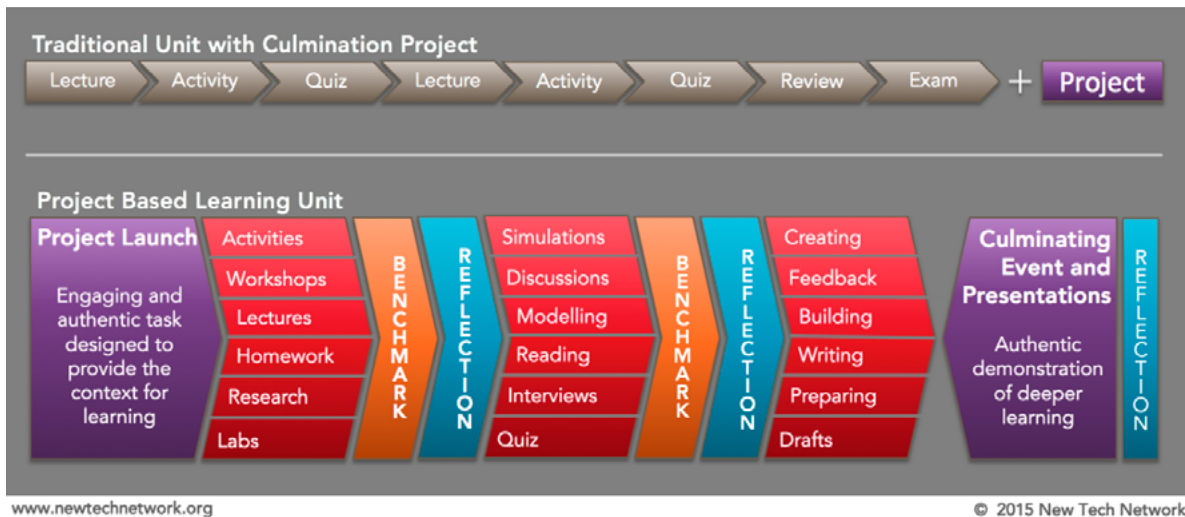 Traditional Unit with Culmination Project
Lecture
Activity
Quiz
Lecture
Activity
Quiz
Review
Exam
+
Project
Project Based Learning Unit
Project Launch
Engaging and
authentic task
designed to
provide the
context for
learning
Activities
Workshops
Lectures
Homework
Research
Labs
BENCHMARK
REFLECTION
Simulations
Discussions
Modelling
Reading
Interviews
Quiz
BENCHMARK
REFLECTION
Creating
Feedback
Building
Writing
Preparing
Drafts
Culminating
Event and
Presentations
Authentic
demonstration
of deeper
learning
REFLECTION
www.newtechnetwork.org
© 2015 New Tech Network